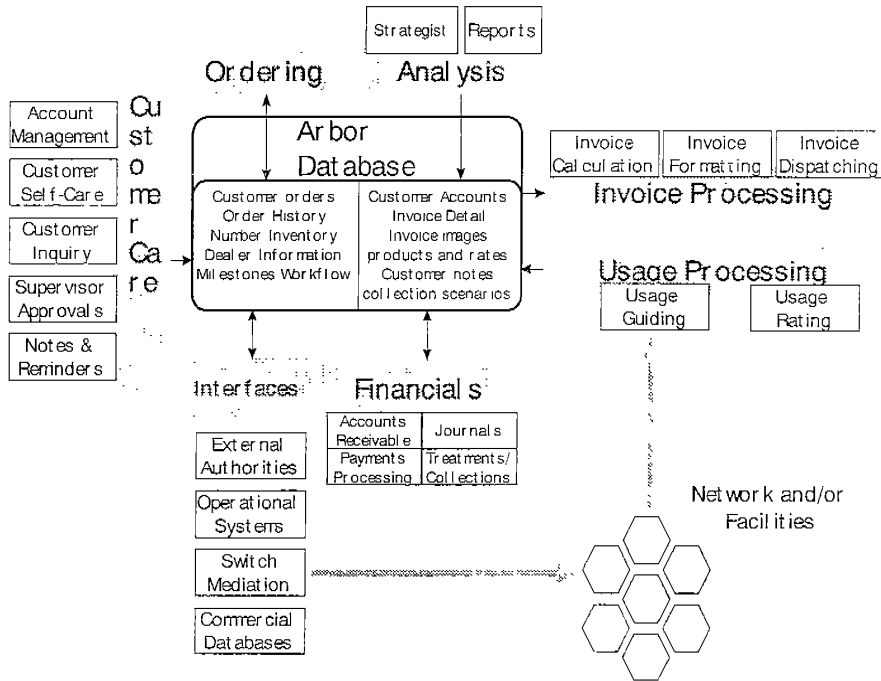 Strategist
Reports
Ordering
Analysis
Account
Management
Customer
Self-Care
Customer
Inquiry
Supervisor
Approvals
Notes &
Reminders
Cu
st
o
me
r
Ca
re
Arbor
Database
Customer orders
Order History
Number Inventory
Dealer Information
Milestones Workflow
Customer Accounts
Invoice Detail
Invoice images
products and rates
Customer notes
collection scenarios
Invoice
Calculation
Invoice
Formatting
Invoice
Dispatching
Invoice Processing
Usage Processing
Usage
Guiding
Usage
Rating
Interfaces
External
Authorities
Operational
Systems
Switch
Mediation
Commercial
Databases
Financials
Accounts
Receivable
Journals
Payments
Processing
Treatments/
Collections
Network and/or
Facilities